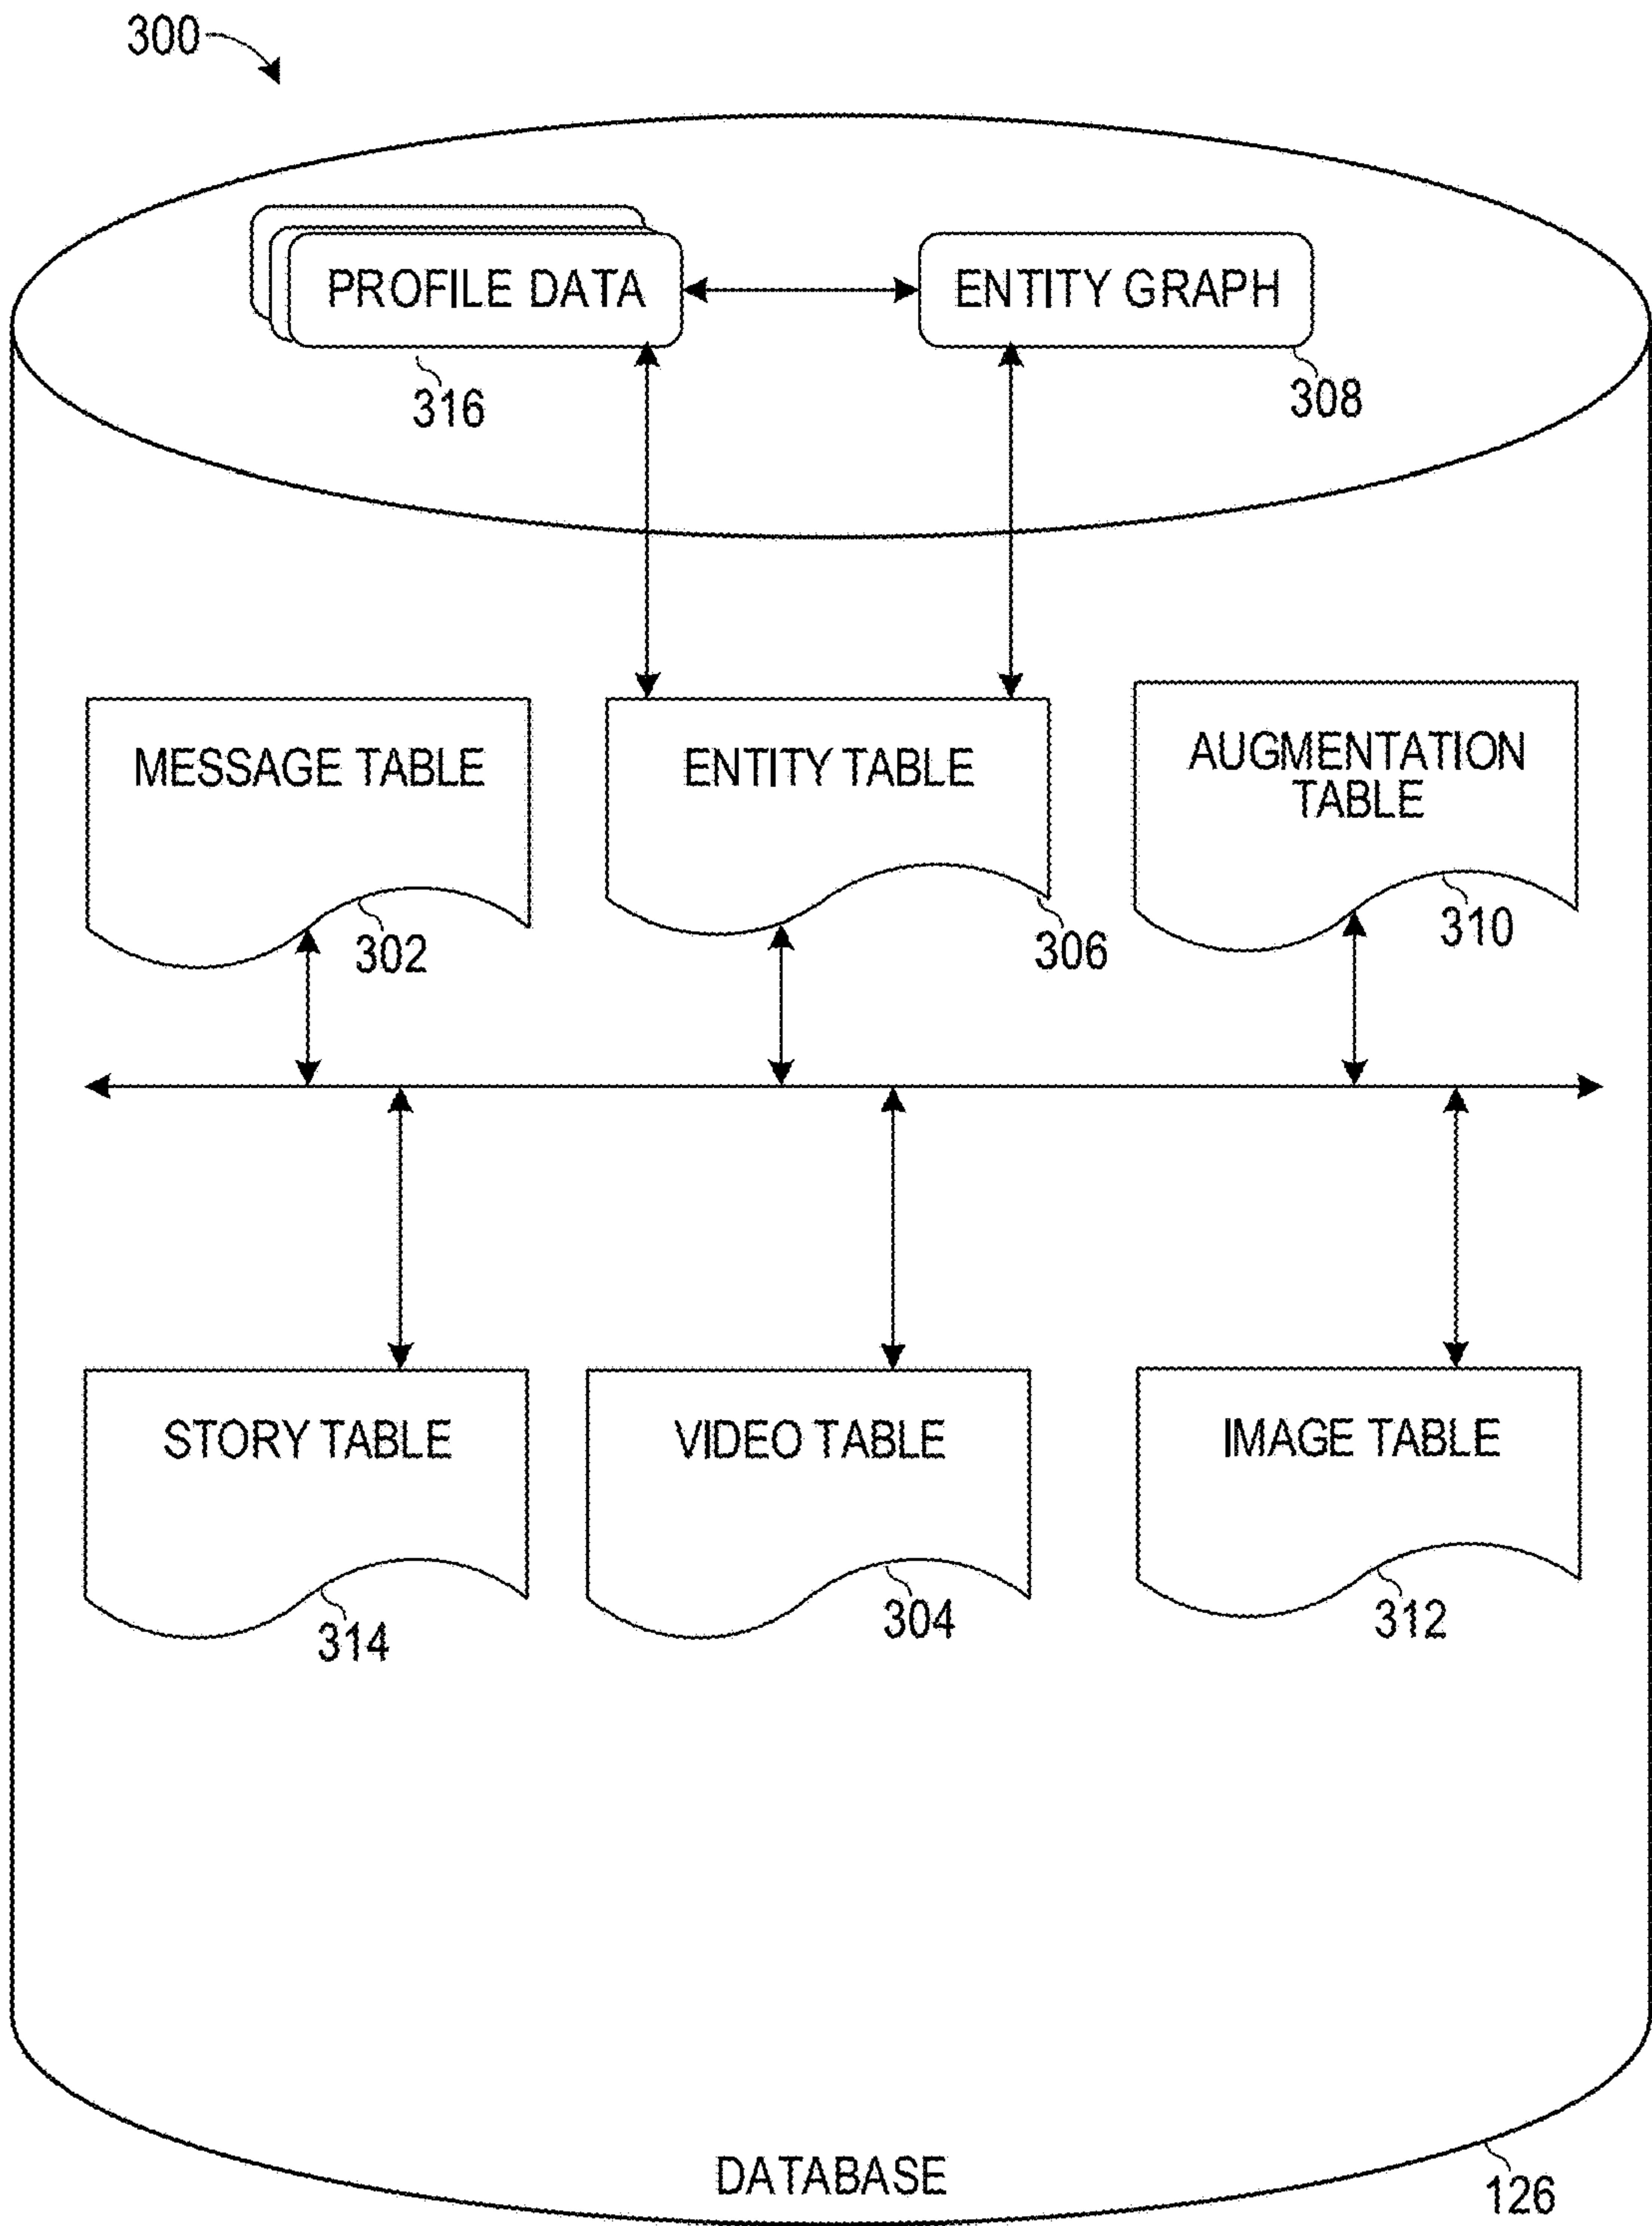 300
PROFILE DATA
ENTITY GRAPH
316
308
MESSAGE TABLE
ENTITY TABLE
AUGMENTATION
TABLE
302
306
310
STORY TABLE
VIDEO TABLE
IMAGE TABLE
314
304
312
DATABASE
126